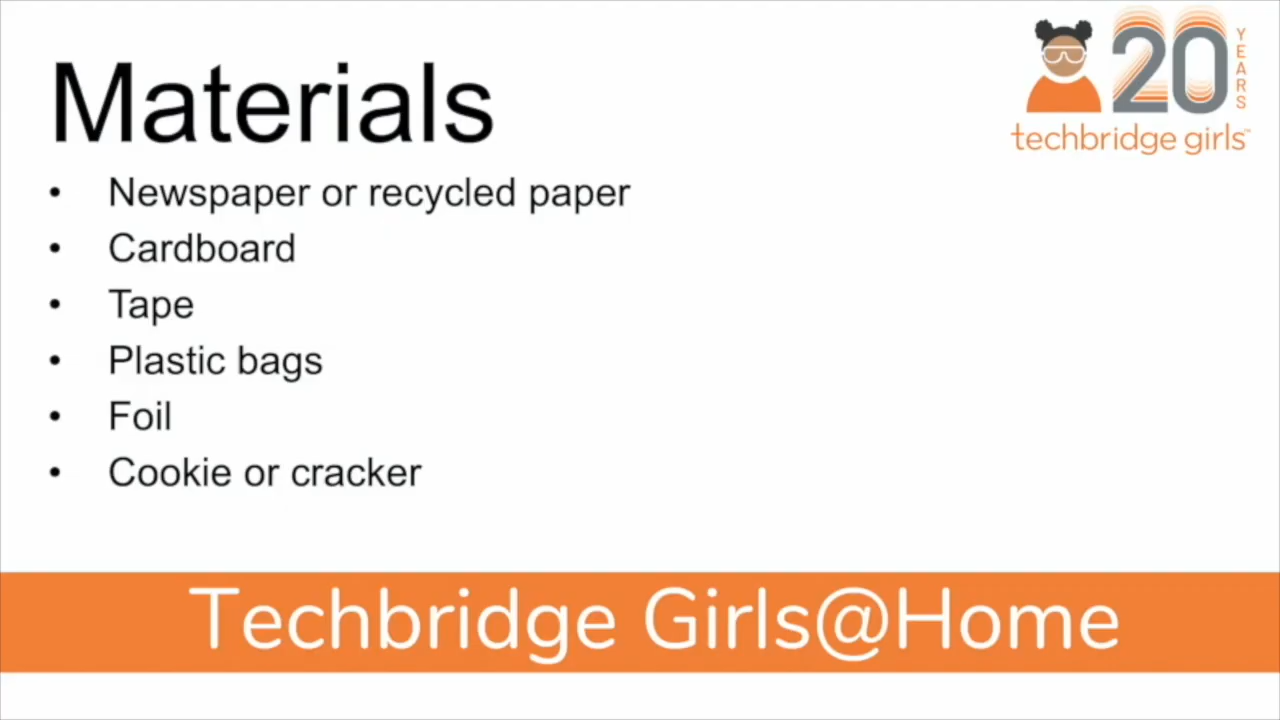 Materials
• Newspaper or recycled paper
• Cardboard
• Tape
• Plastic bags
• Foil
• Cookie or cracker
20
YEARS
techbridge girls™
Techbridge Girls@Home